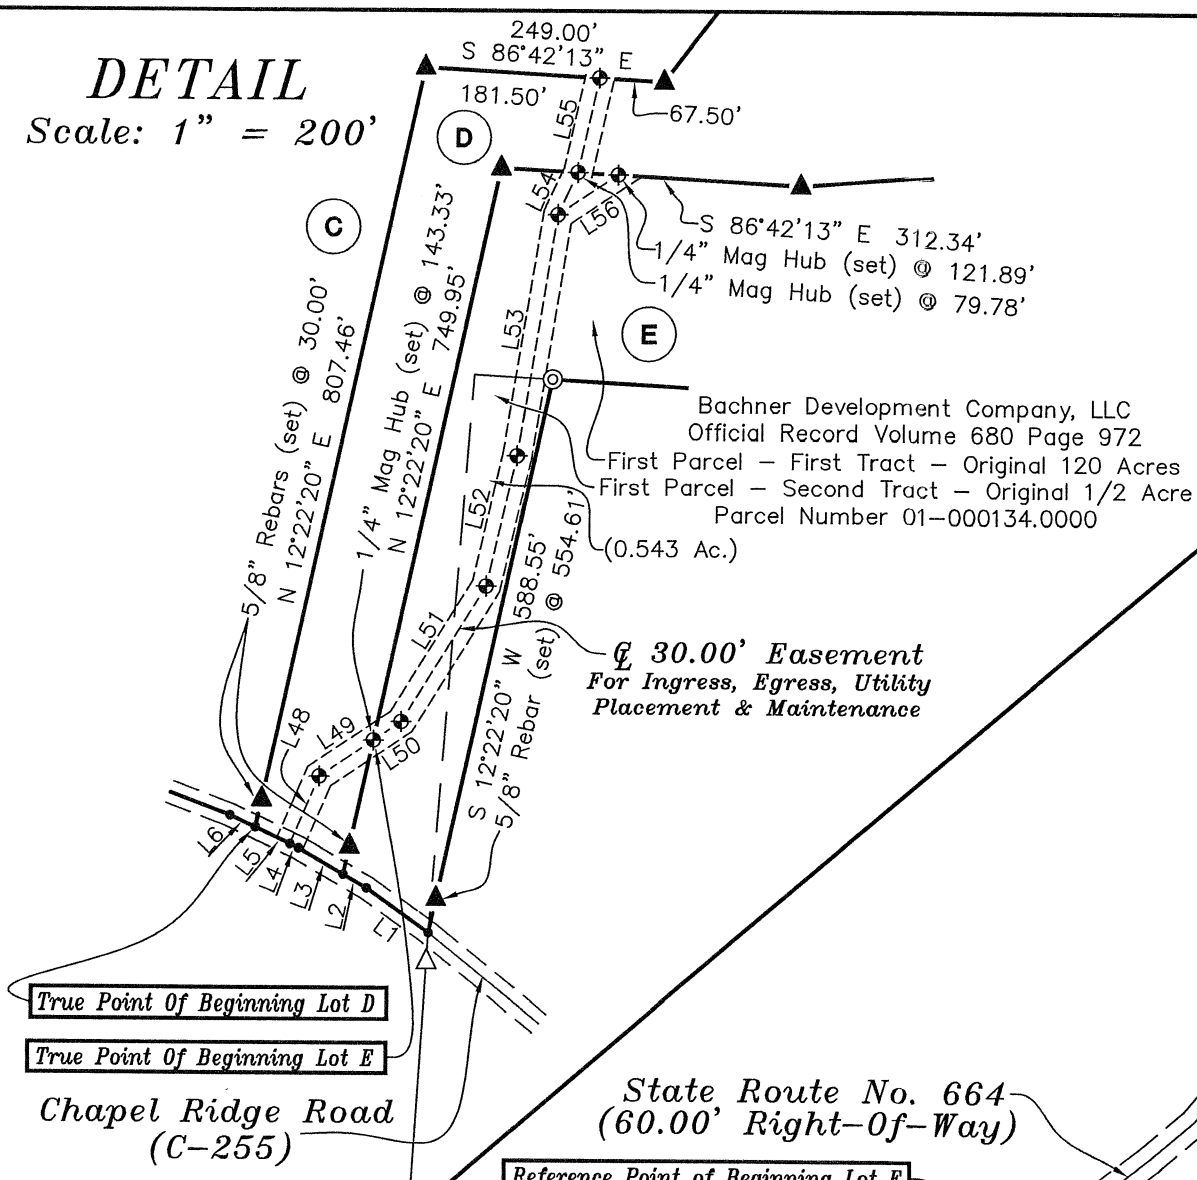 DETAIL
Scale: 1" = 200'
249.00'
S 86°42'13" E
181.50'
67.50'
L55
D
C
L54
L56
S 86°42'13" E 312.34'
1/4" Mag Hub (set) @ 121.89'
1/4" Mag Hub (set) @ 79.78'
E
L53
5/8" Rebars (set) @ 30.00'
N 12°22'20" E 807.46'
1/4" Mag Hub (set) @ 143.33'
N 12°22'20" E 749.95'
Bachner Development Company, LLC
Official Record Volume 680 Page 972
First Parcel – First Tract – Original 120 Acres
First Parcel – Second Tract – Original 1/2 Acre
Parcel Number 01–000134.0000
(0.543 Ac.)
L52
L51
S 12°22'20" W 588.55'
5/8" Rebar (set) @ 554.61'
℄ 30.00' Easement
For Ingress, Egress, Utility
Placement & Maintenance
L48
L49
L50
L6
L5
L4
L3
L2
L1
True Point Of Beginning Lot D
True Point Of Beginning Lot E
Chapel Ridge Road
(C–255)
State Route No. 664
(60.00' Right–Of–Way)
Reference Point of Beginning Lot E